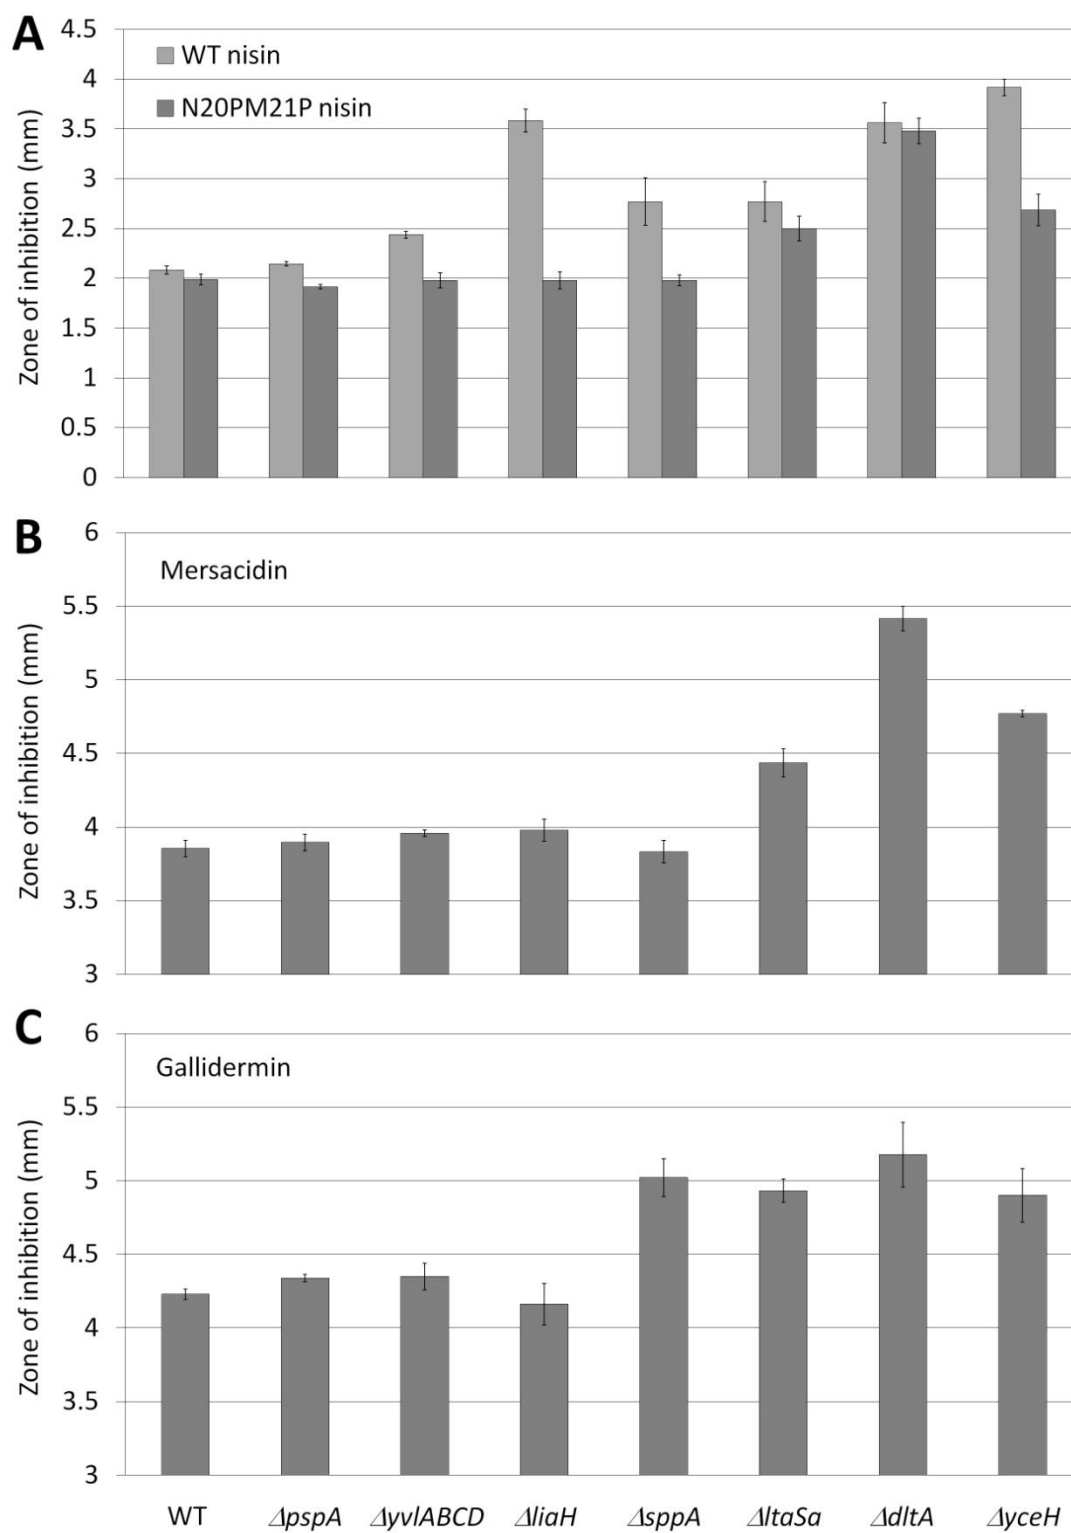 A
Zone of inhibition (mm)
4.5
4
3.5
3
2.5
2
1.5
1
0.5
0
WT nisin
N20PM21P nisin
B
Zone of inhibition (mm)
6
5.5
5
4.5
4
3.5
3
Mersacidin
C
Zone of inhibition (mm)
6
5.5
5
4.5
4
3.5
3
Gallidermin
WT ΔpspA ΔyvlABCD ΔliaH ΔsppA ΔltaSa ΔdltA ΔyceH